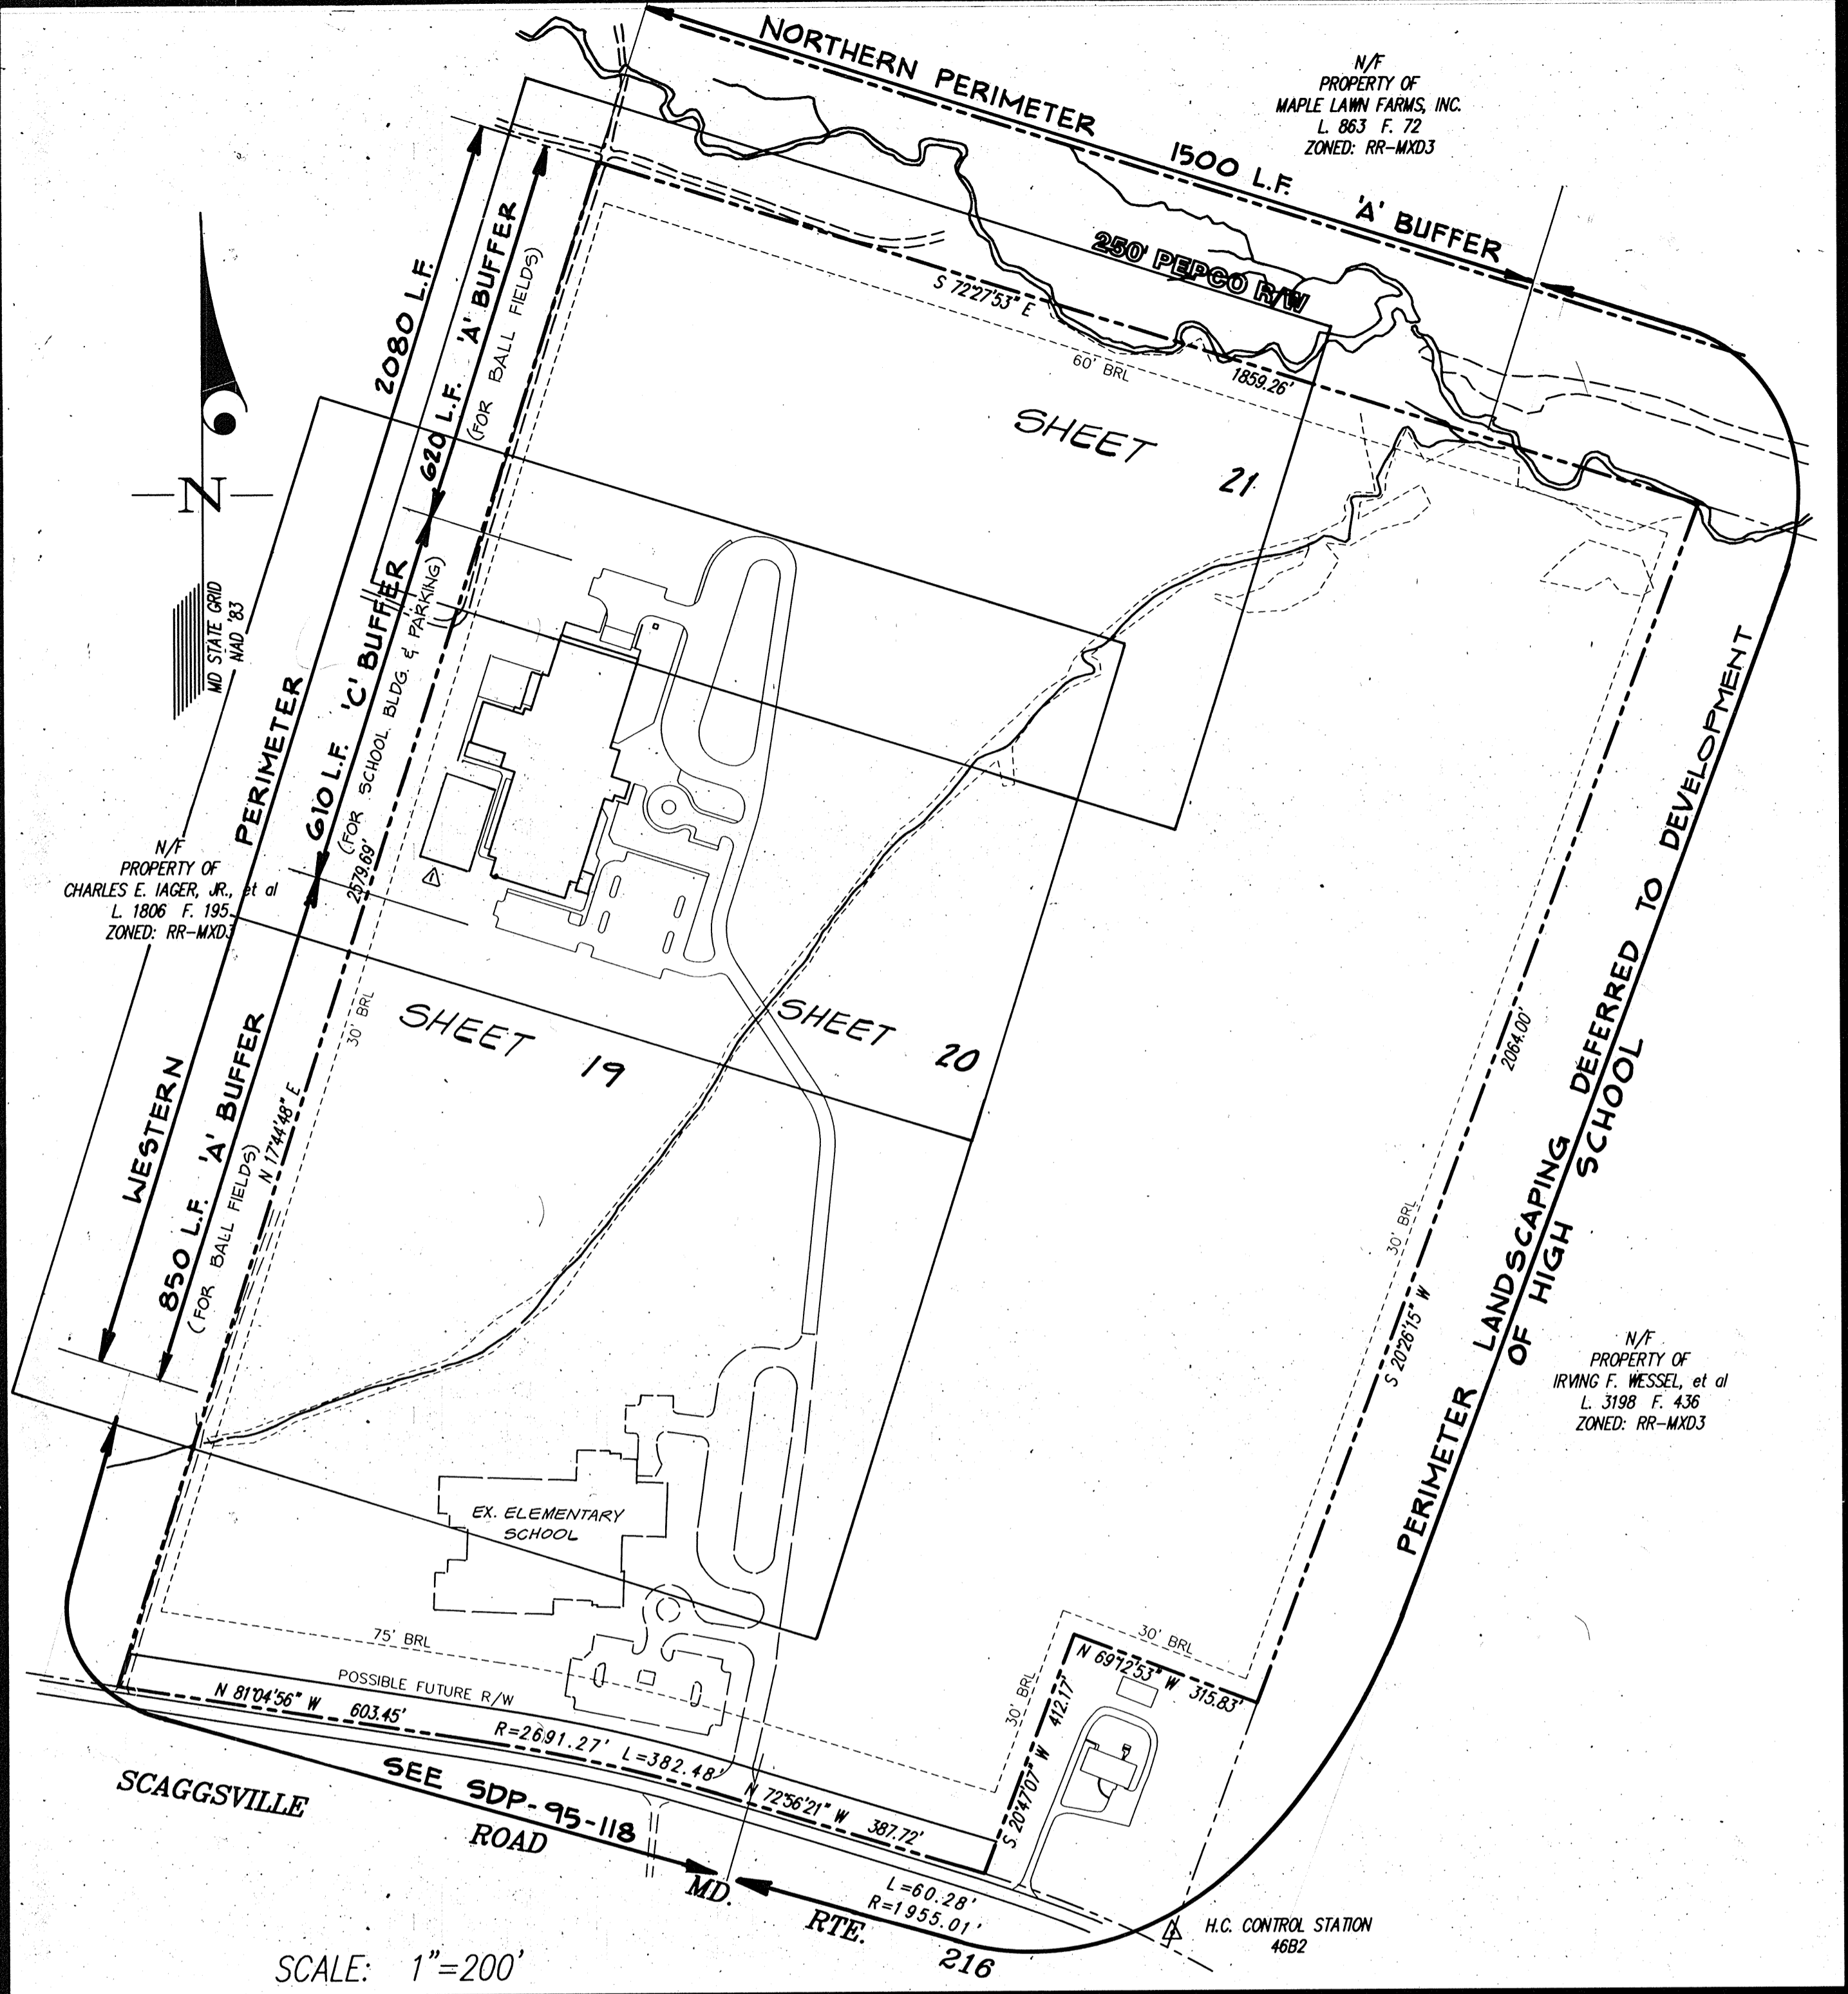 NORTHERN PERIMETER
1500 L.F. 'A' BUFFER
N/F
PROPERTY OF
MAPLE LAWN FARMS, INC.
L. 863 F. 72
ZONED: RR-MXD3
250' PEPCO R/W
S 72°27'53" E
1859.26'
60' BRL
SHEET 21
2080 L.F.
620 L.F. 'A' BUFFER
(FOR BALL FIELDS)
N
MD STATE GRID
NAD '83
WESTERN PERIMETER
610 L.F. 'C' BUFFER
(FOR SCHOOL BLDG. & PARKING)
2579.69'
N/F
PROPERTY OF
CHARLES E. IAGER, JR., et al
L. 1806 F. 195
ZONED: RR-MXD3
30' BRL
SHEET 19
SHEET 20
850 L.F. 'A' BUFFER
(FOR BALL FIELDS)
N 17°44'48" E
PERIMETER LANDSCAPING DEFERRED TO DEVELOPMENT
OF HIGH SCHOOL
2064.00'
30' BRL
S 20°26'15" W
N/F
PROPERTY OF
IRVING F. WESSEL, et al
L. 3198 F. 436
ZONED: RR-MXD3
EX. ELEMENTARY
SCHOOL
75' BRL
POSSIBLE FUTURE R/W
N 81°04'56" W 603.45'
R=2691.27' L=382.48'
N 72°56'21" W 387.72'
30' BRL
N 69°12'53" W 315.83'
30' BRL
S 20°47'07" W 412.17'
SEE SDP-95-118
SCAGGSVILLE ROAD
MD. RTE. 216
L=60.28'
R=1955.01'
H.C. CONTROL STATION
46B2
SCALE: 1"=200'